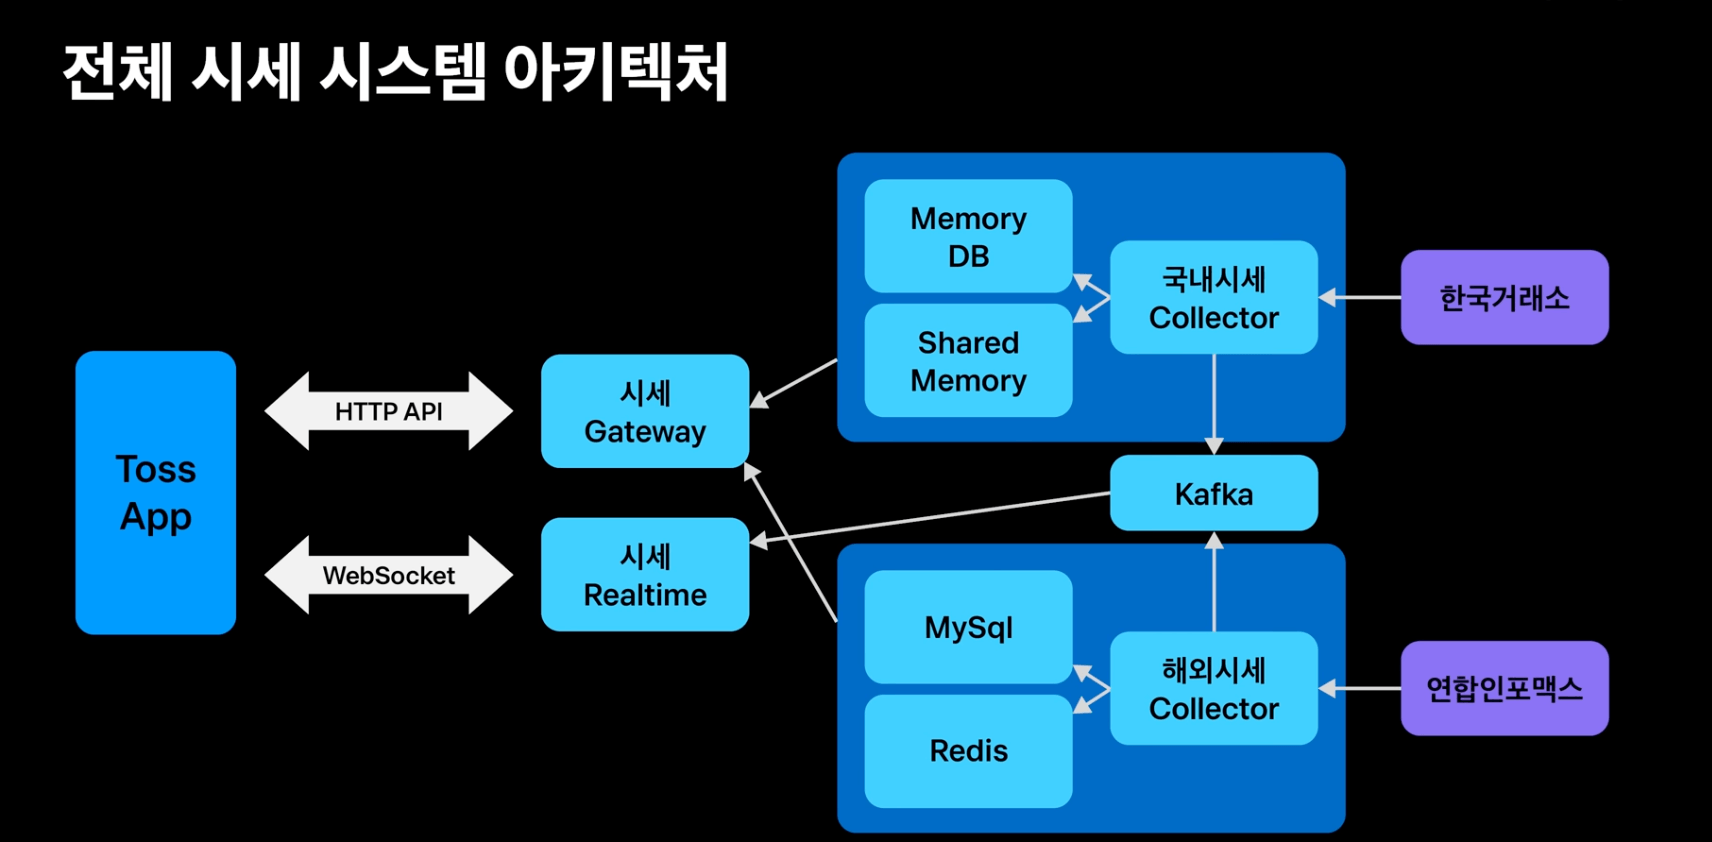 전체 시세 시스템 아키텍처
Toss
App
HTTP API
WebSocket
시세
Gateway
시세
Realtime
Memory
DB
Shared
Memory
국내시세
Collector
한국거래소
Kafka
MySql
Redis
해외시세
Collector
연합인포맥스